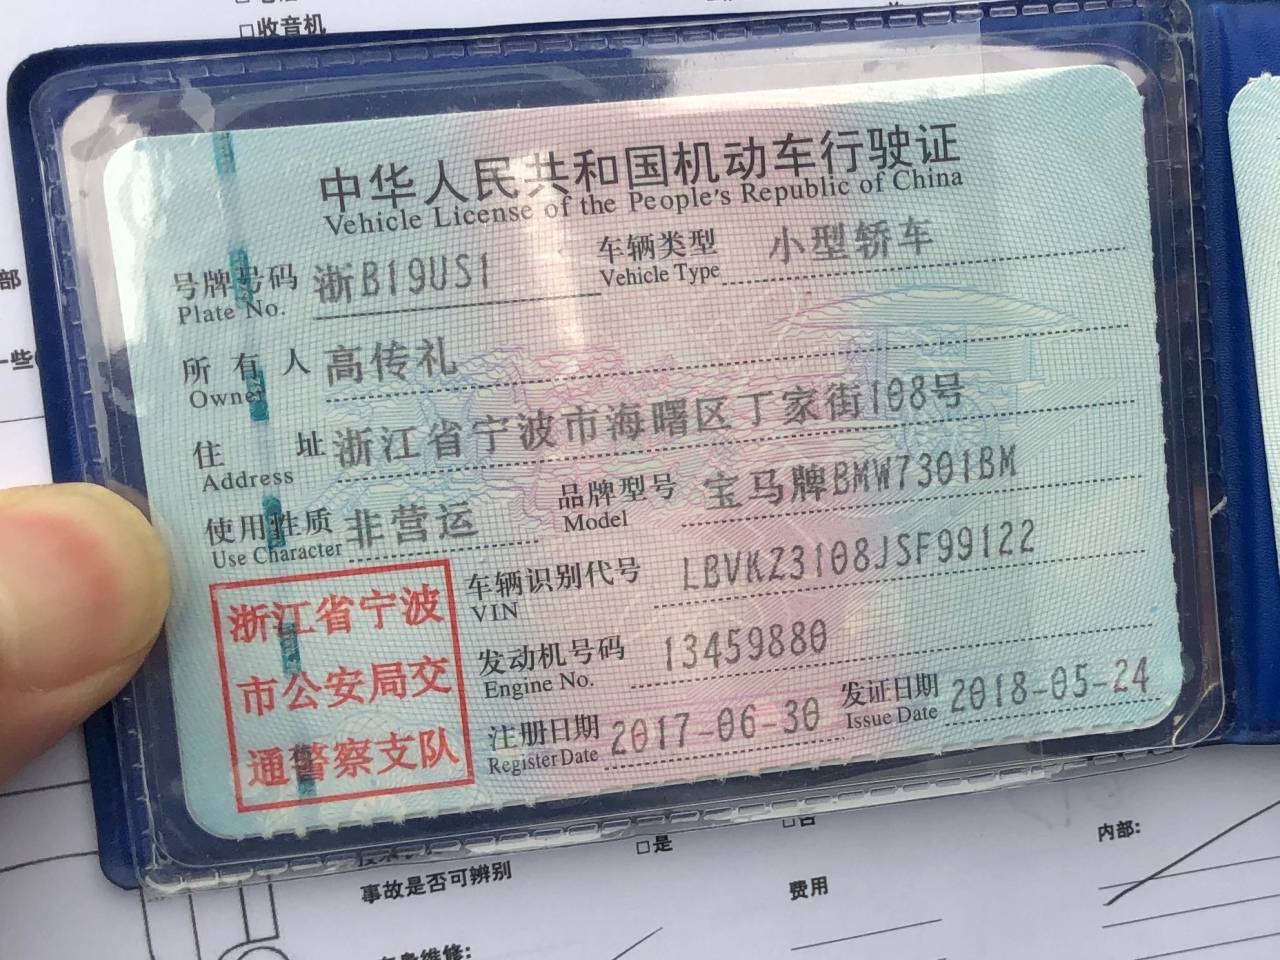 □收音机
中华人民共和国机动车行驶证
Vehicle License of the People's Republic of China
号牌号码 浙B19US1 车辆类型 小型轿车
Plate No. Vehicle Type
所有人 高传礼
Owner
住址 浙江省宁波市海曙区丁家街108号
Address
使用性质 非营运 品牌型号 宝马牌BMW7301BM
Use Character Model
车辆识别代号 LBVKZ3108JSF99122
VIN
发动机号码 13459880
Engine No.
注册日期 2017-06-30 发证日期 2018-05-24
Register Date Issue Date
浙江省宁波
市公安局交
通警察支队
部
一些
□是 □否
内部:
事故是否可辨别
费用